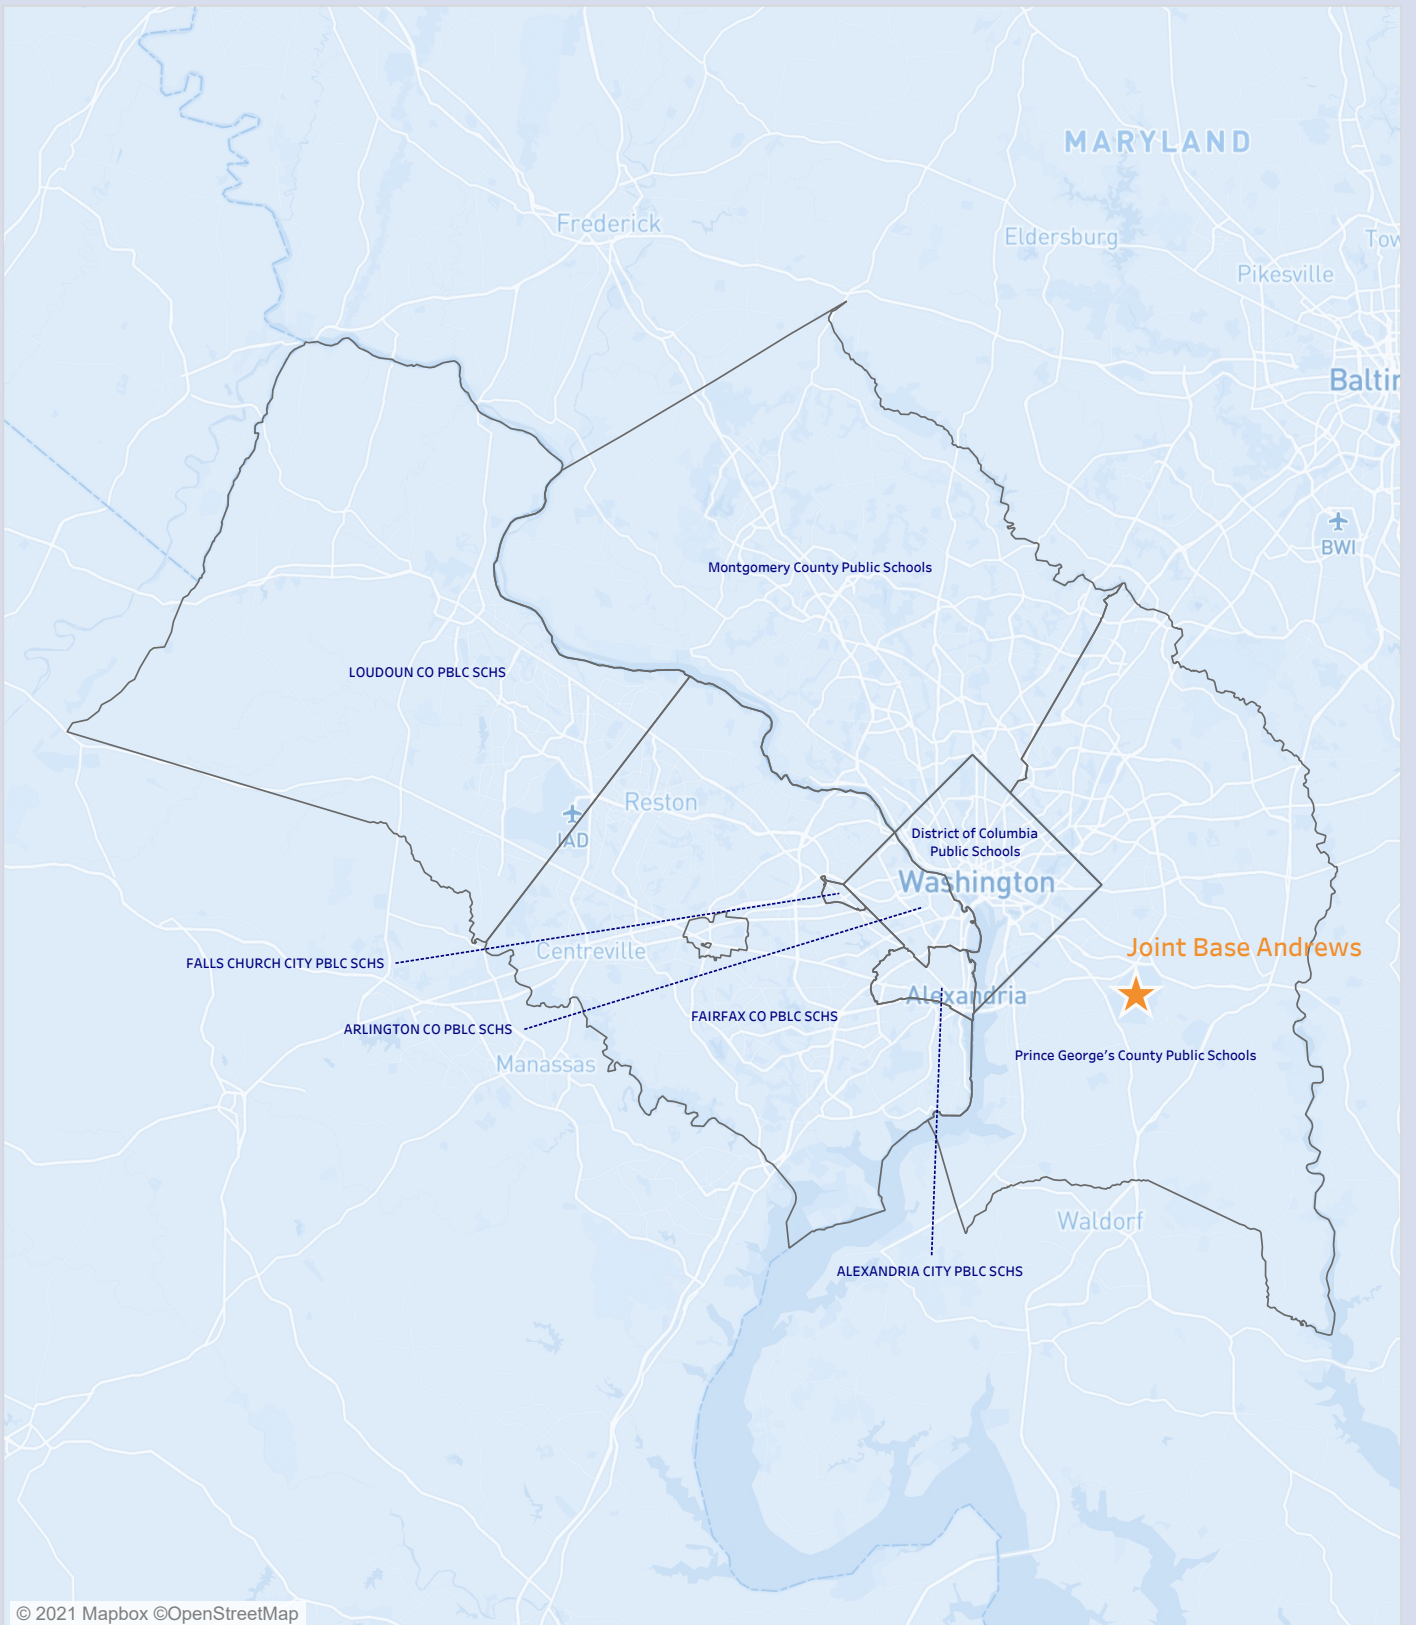 MARYLAND
Frederick
Eldersburg
Tow
Pikesville
Baltir
BWI
Montgomery County Public Schools
LOUDOUN CO PBLC SCHS
Reston
IAD
District of Columbia
Public Schools
Washington
Joint Base Andrews
Centreville
FALLS CHURCH CITY PBLC SCHS
Alexandria
FAIRFAX CO PBLC SCHS
ARLINGTON CO PBLC SCHS
Prince George's County Public Schools
Manassas
Waldorf
ALEXANDRIA CITY PBLC SCHS
© 2021 Mapbox ©OpenStreetMap